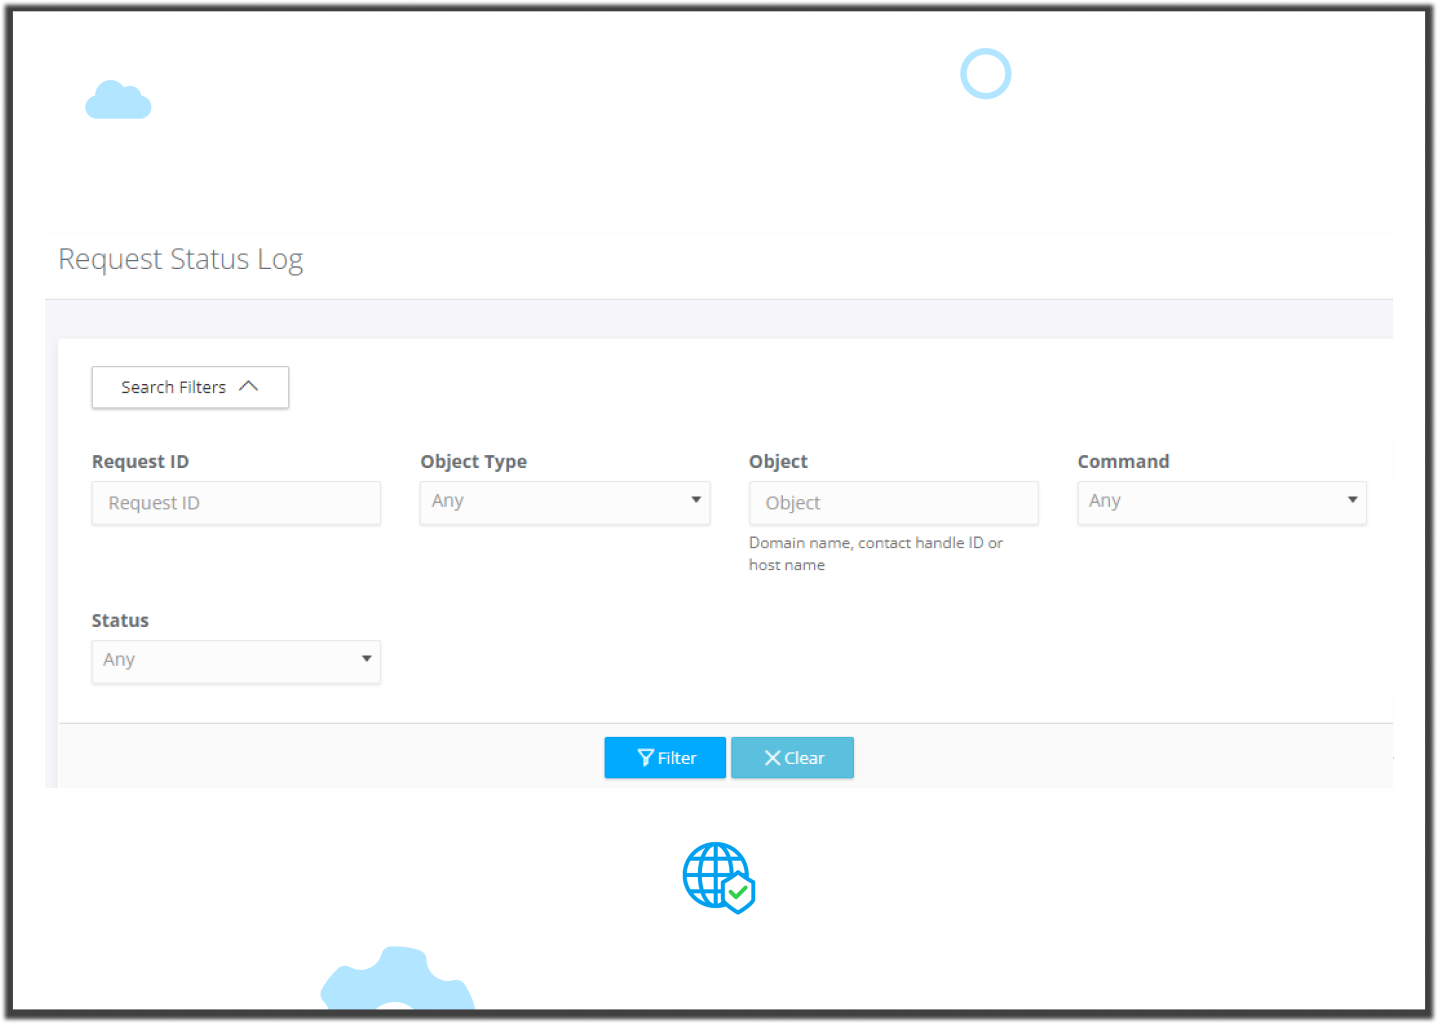 Request Status Log
Search Filters
Request ID
Object Type
Object
Command
Request ID
Any
Object
Any
Domain name, contact handle ID or
host name
Status
Any
Filter
Clear